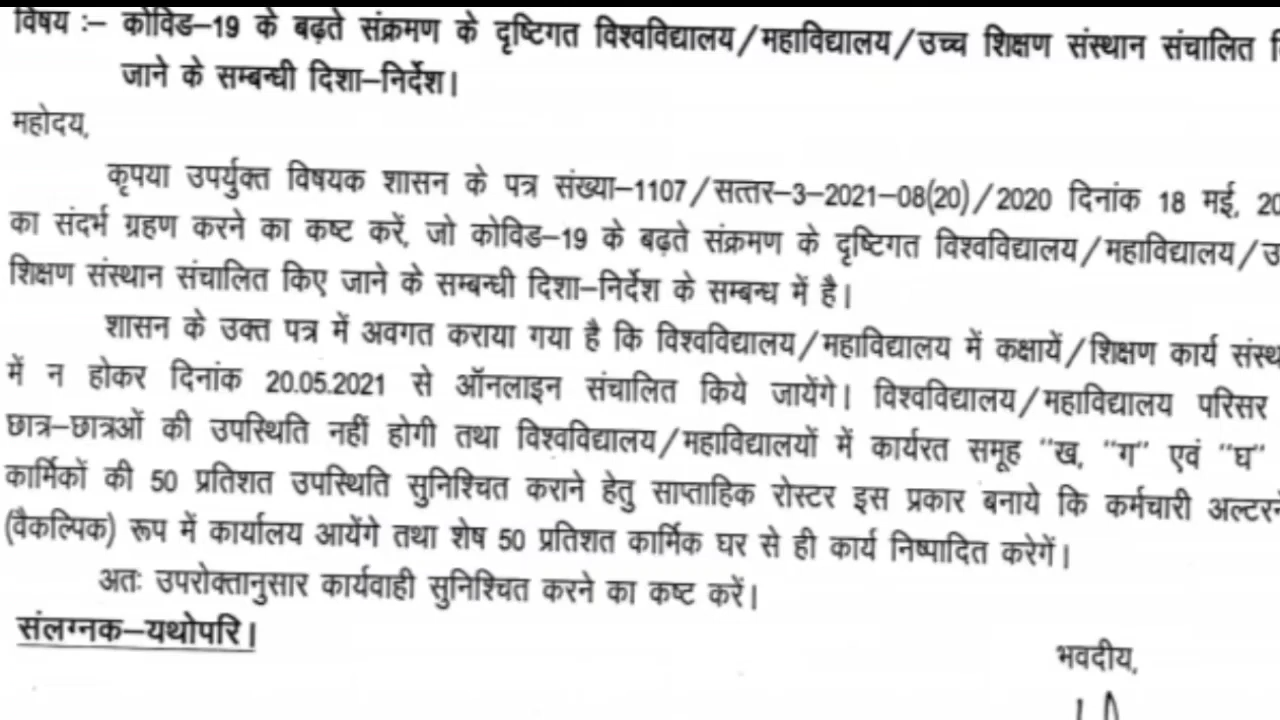 विषय :– कोविड–19 के बढ़ते संक्रमण के दृष्टिगत विश्वविद्यालय/महाविद्यालय/उच्च शिक्षण संस्थान संचालित
जाने के सम्बन्धी दिशा–निर्देश।
महोदय,
कृपया उपर्युक्त विषयक शासन के पत्र संख्या–1107/सत्तर–3–2021–08(20)/2020 दिनांक 18 मई, 20
का संदर्भ ग्रहण करने का कष्ट करें, जो कोविड–19 के बढ़ते संक्रमण के दृष्टिगत विश्वविद्यालय/महाविद्यालय/उ
शिक्षण संस्थान संचालित किए जाने के सम्बन्धी दिशा–निर्देश के सम्बन्ध में है।
शासन के उक्त पत्र में अवगत कराया गया है कि विश्वविद्यालय/महाविद्यालय में कक्षायें/शिक्षण कार्य संस्थ
में न होकर दिनांक 20.05.2021 से ऑनलाइन संचालित किये जायेंगे। विश्वविद्यालय/महाविद्यालय परिसर
छात्र–छात्रओं की उपस्थिति नहीं होगी तथा विश्वविद्यालय/महाविद्यालयों में कार्यरत समूह "ख, "ग" एवं "घ"
कार्मिकों की 50 प्रतिशत उपस्थिति सुनिश्चित कराने हेतु साप्ताहिक रोस्टर इस प्रकार बनाये कि कर्मचारी अल्टरन
(वैकल्पिक) रूप में कार्यालय आयेंगे तथा शेष 50 प्रतिशत कार्मिक घर से ही कार्य निष्पादित करेगें।
अतः उपरोक्तानुसार कार्यवाही सुनिश्चित करने का कष्ट करें।
संलग्नक–यथोपरि।
भवदीय,